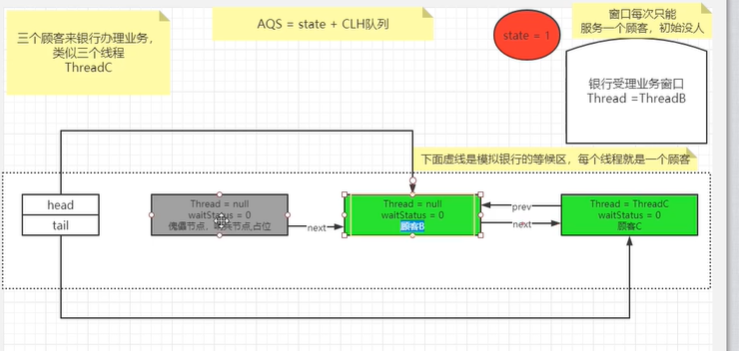 三个顾客来银行办理业务，
类似三个线程
ThreadC
AQS = state + CLH队列
state = 1
窗口每次只能
服务一个顾客，初始没人
银行受理业务窗口
Thread =ThreadB
下面虚线是模拟银行的等候区，每个线程就是一个顾客
head
tail
Thread = null
waitStatus = 0
傀儡节点，兵节点,占位
next
Thread = null
waitStatus = 0
顾客B
prev
next
Thread = ThreadC
waitStatus = 0
顾客C